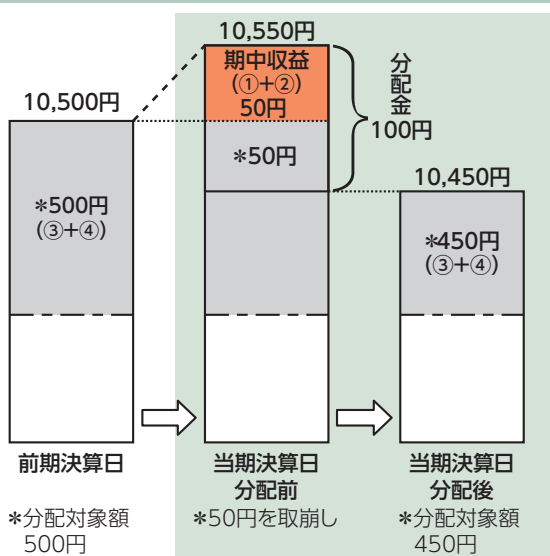 10,550円
期中収益
(①+②)
50円
分配金
100円
10,500円
*50円
10,450円
*500円
(③+④)
*450円
(③+④)
前期決算日
当期決算日
分配前
当期決算日
分配後
*分配対象額
500円
*50円を取崩し
*分配対象額
450円